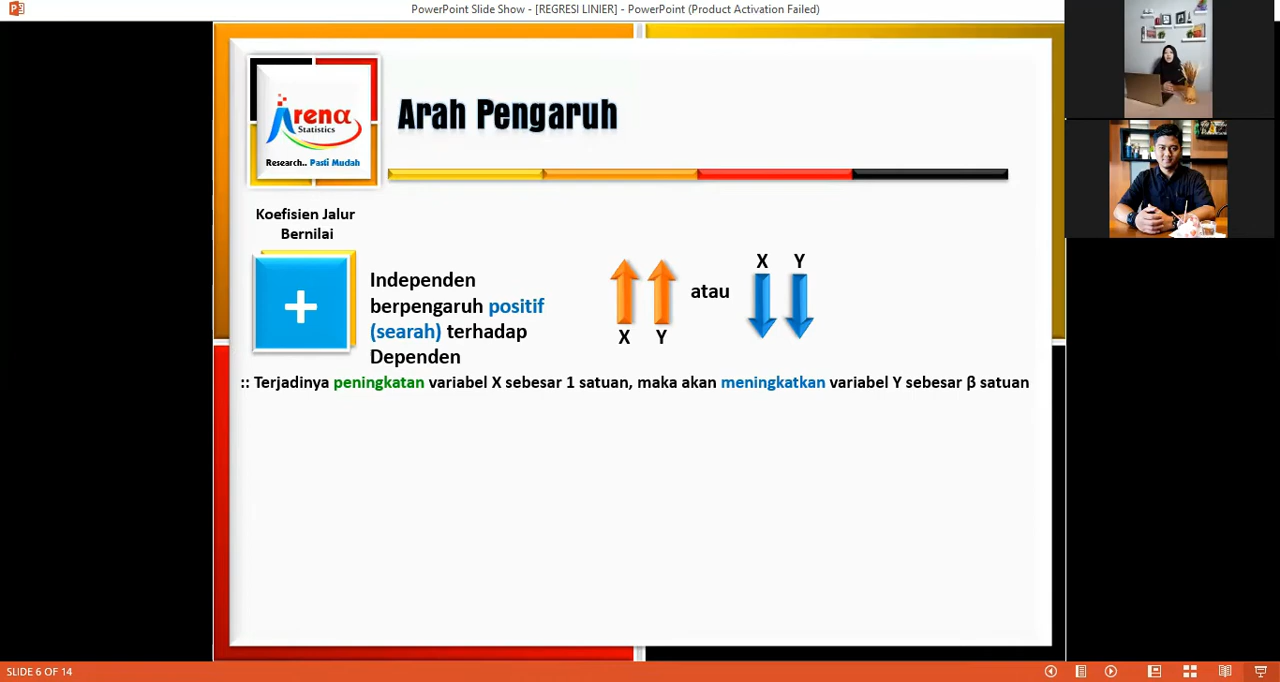 PowerPoint Slide Show - [REGRESI LINIER] - PowerPoint (Product Activation Failed)
Arena
Statistics
Research.. Pasti Mudah
Arah Pengaruh
Koefisien Jalur
Bernilai
+
Independen
berpengaruh positif
(searah) terhadap
Dependen
X Y
atau
X Y
:: Terjadinya peningkatan variabel X sebesar 1 satuan, maka akan meningkatkan variabel Y sebesar β satuan
SLIDE 6 OF 14